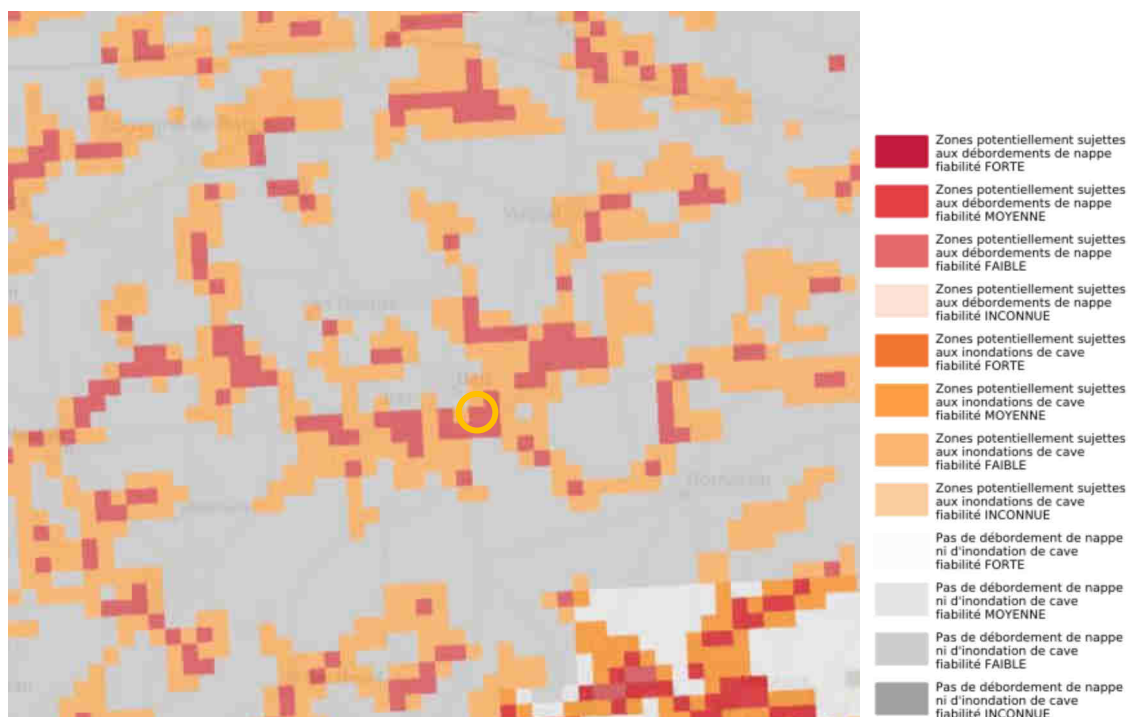 Zones potentiellement sujettes
aux débordements de nappe
fiabilité FORTE
Zones potentiellement sujettes
aux débordements de nappe
fiabilité MOYENNE
Zones potentiellement sujettes
aux débordements de nappe
fiabilité FAIBLE
Zones potentiellement sujettes
aux débordements de nappe
fiabilité INCONNUE
Zones potentiellement sujettes
aux inondations de cave
fiabilité FORTE
Zones potentiellement sujettes
aux inondations de cave
fiabilité MOYENNE
Zones potentiellement sujettes
aux inondations de cave
fiabilité FAIBLE
Zones potentiellement sujettes
aux inondations de cave
fiabilité INCONNUE
Pas de débordement de nappe
ni d'inondation de cave
fiabilité FORTE
Pas de débordement de nappe
ni d'inondation de cave
fiabilité MOYENNE
Pas de débordement de nappe
ni d'inondation de cave
fiabilité FAIBLE
Pas de débordement de nappe
ni d'inondation de cave
fiabilité INCONNUE